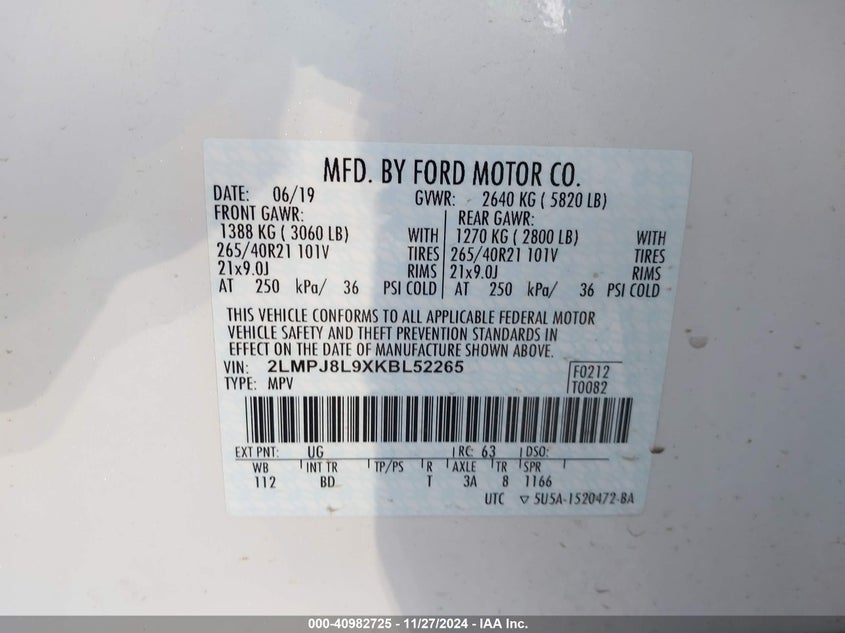 MFD. BY FORD MOTOR CO.
DATE: 06/19 GVWR: 2640 KG ( 5820 LB)
FRONT GAWR: REAR GAWR:
1388 KG ( 3060 LB) WITH 1270 KG ( 2800 LB) WITH
265/40R21 101V TIRES 265/40R21 101V TIRES
21x9.0J RIMS 21x9.0J RIMS
AT 250 kPa/ 36 PSI COLD AT 250 kPa/ 36 PSI COLD
THIS VEHICLE CONFORMS TO ALL APPLICABLE FEDERAL MOTOR
VEHICLE SAFETY AND THEFT PREVENTION STANDARDS IN
EFFECT ON THE DATE OF MANUFACTURE SHOWN ABOVE.
VIN: 2LMPJ8L9XKBL52265 F0212
TYPE: MPV T0082
EXT PNT: UG RC: 63 DSO:
WB INT TR TP/PS R AXLE TR SPR
112 BD T 3A 8 1166
UTC ▽ 5U5A-1520472-BA
000-40982725 - 11/27/2024 - IAA Inc.